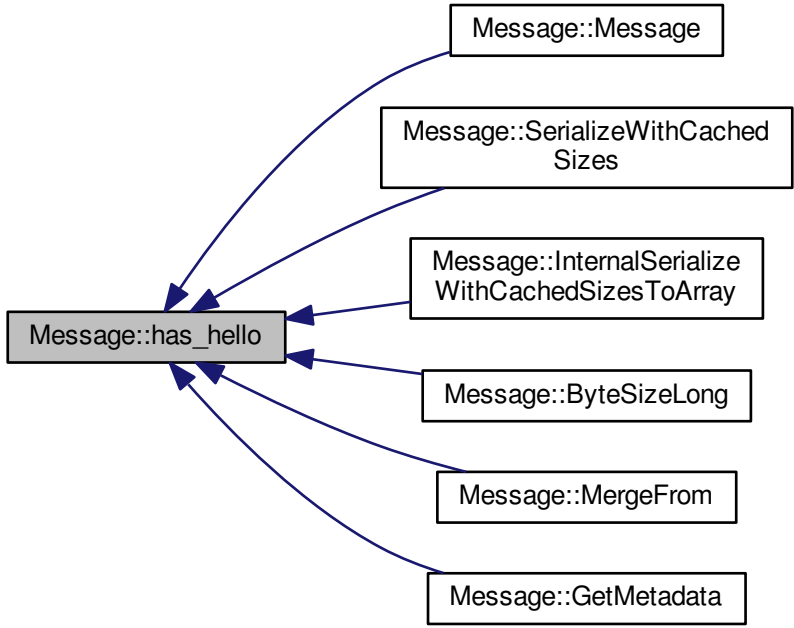 Message::Message
Message::SerializeWithCached
Sizes
Message::InternalSerialize
WithCachedSizesToArray
Message::has_hello
Message::ByteSizeLong
Message::MergeFrom
Message::GetMetadata